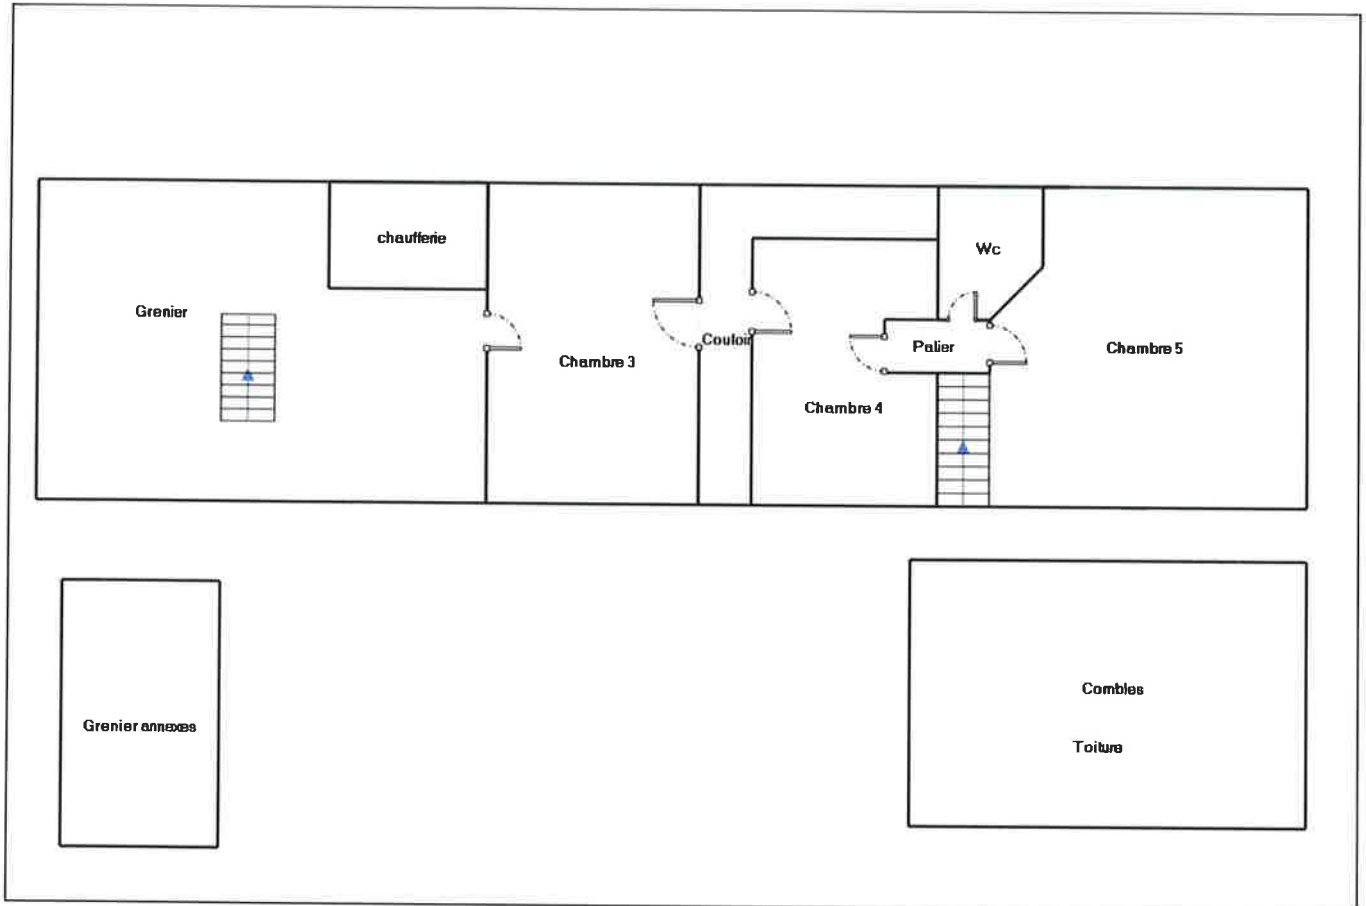 chaufferie
Wc
Grenier
Couloir
Palier
Chambre 5
Chambre 3
Chambre 4
Combles
Grenier annexes
Toiture